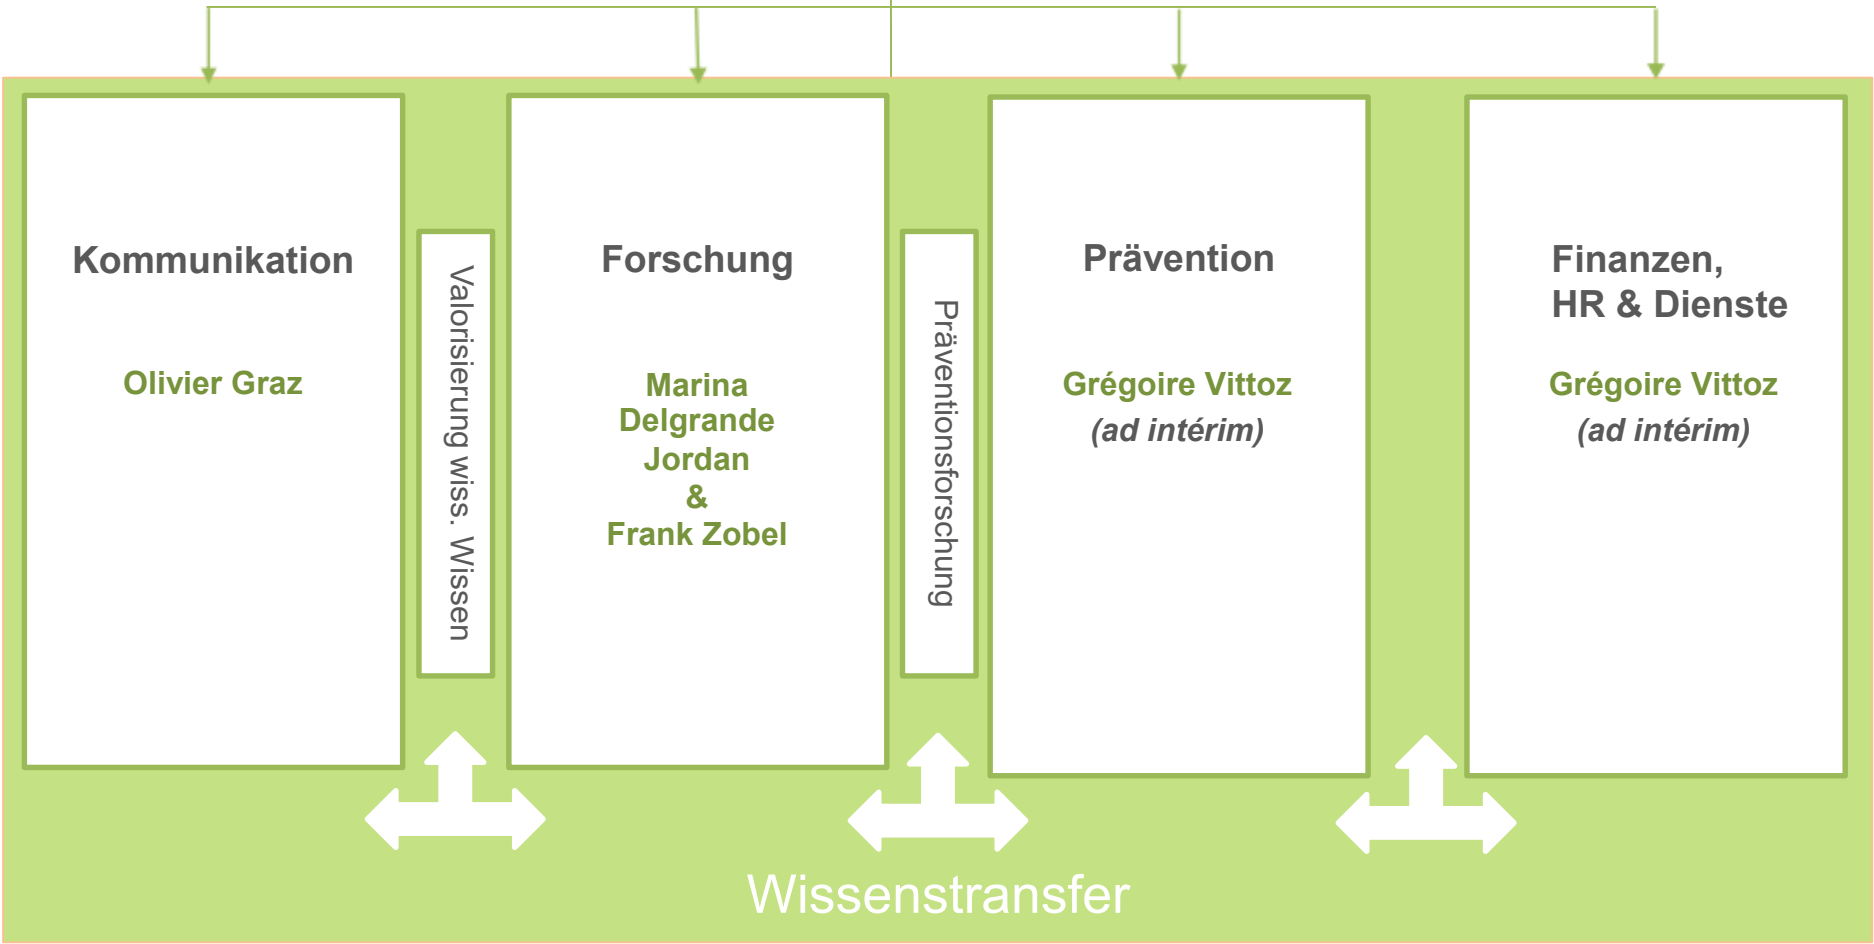 Kommunikation
Olivier Graz
Valorisierung wiss. Wissen
Forschung
Marina
Delgrande
Jordan
&
Frank Zobel
Präventionsforschung
Prävention
Grégoire Vittoz
(ad intérim)
Finanzen,
HR & Dienste
Grégoire Vittoz
(ad intérim)
Wissenstransfer